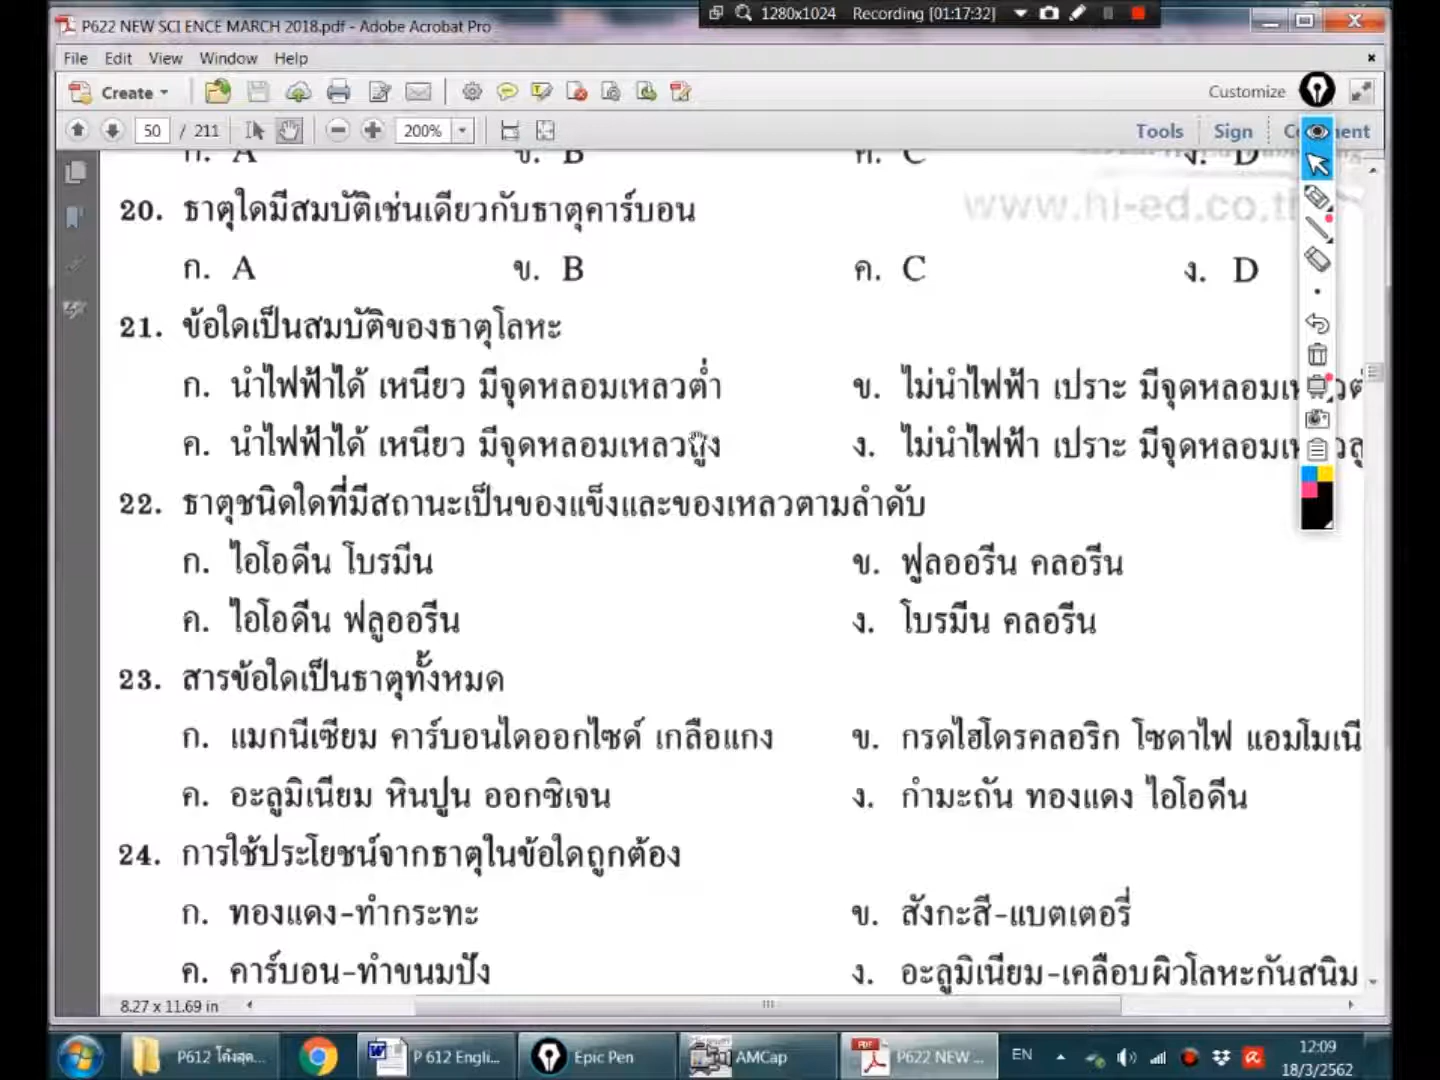 1280x1024 Recording [01:17:32]
P622 NEW SCI ENCE MARCH 2018.pdf - Adobe Acrobat Pro
File Edit View Window Help
Create Customize
50 / 211 200% Tools Sign
ก. A ข. B ค. C ง. D
www.hi-ed.co.th
20. ธาตุใดมีสมบัติเช่นเดียวกับธาตุคาร์บอน
ก. A ข. B ค. C ง. D
21. ข้อใดเป็นสมบัติของธาตุโลหะ
ก. นำไฟฟ้าได้ เหนียว มีจุดหลอมเหลวต่ำ ข. ไม่นำไฟฟ้า เปราะ
ค. นำไฟฟ้าได้ เหนียว มีจุดหลอมเหลวสูง ง. ไม่นำไฟฟ้า เปราะ
22. ธาตุชนิดใดที่มีสถานะเป็นของแข็งและของเหลวตามลำดับ
ก. ไอโอดีน โบรมีน ข. ฟูลออรีน คลอรีน
ค. ไอโอดีน ฟลูออรีน ง. โบรมีน คลอรีน
23. สารข้อใดเป็นธาตุทั้งหมด
ก. แมกนีเซียม คาร์บอนไดออกไซด์ เกลือแกง ข. กรดไฮโดรคลอริก โซดาไฟ แอมโมเนี
ค. อะลูมิเนียม หินปูน ออกซิเจน ง. กำมะถัน ทองแดง ไอโอดีน
24. การใช้ประโยชน์จากธาตุในข้อใดถูกต้อง
ก. ทองแดง-ทำกระทะ ข. สังกะสี-แบตเตอรี่
ค. คาร์บอน-ทำขนมปัง ง. อะลูมิเนียม-เคลือบผิวโลหะกันสนิม
8.27 x 11.69 in
P612 โค้งสุด... P 612 Engli... Epic Pen AMCap P622 NEW ... EN 12:09
18/3/2562